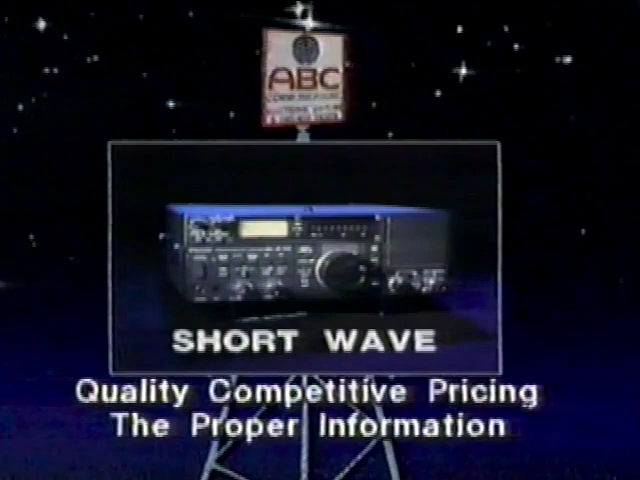 ABC
SHORT WAVE
Quality Competitive Pricing
The Proper Information